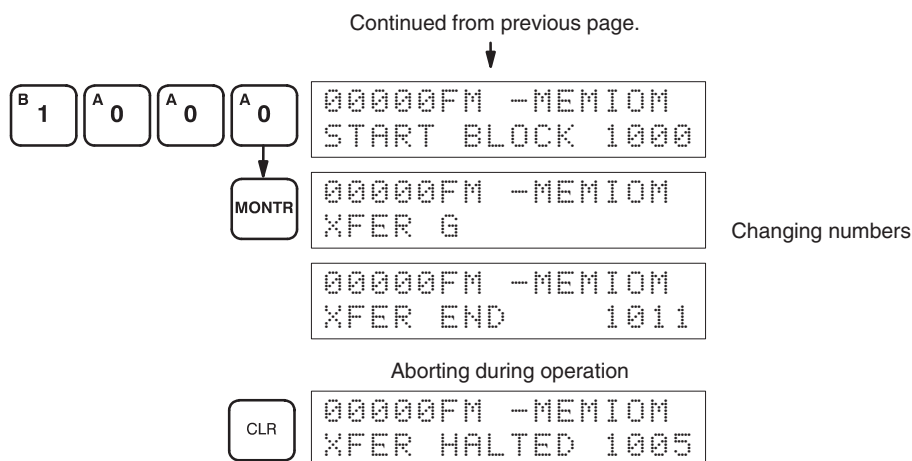 Continued from previous page.
B 1 A 0 A 0 A 0
00000FM -MEMIOM
START BLOCK 1000
MONTR
00000FM -MEMIOM
XFER G
Changing numbers
00000FM -MEMIOM
XFER END 1011
Aborting during operation
CLR
00000FM -MEMIOM
XFER HALTED 1005